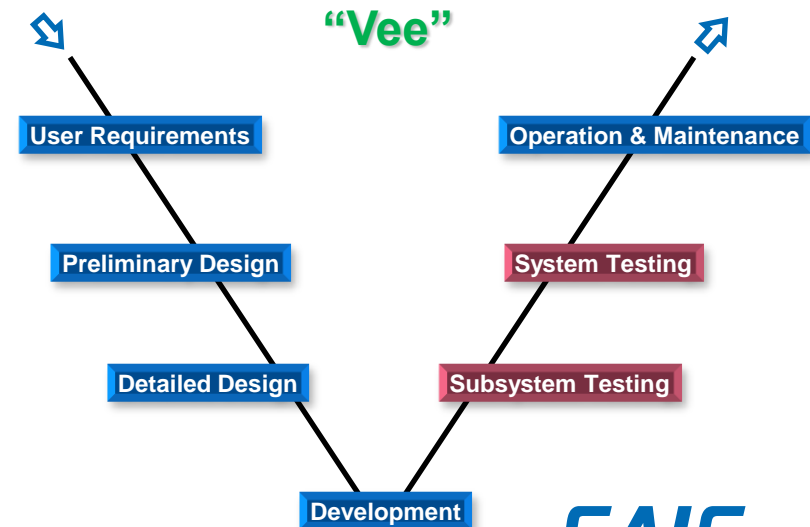 “Vee”
User Requirements
Operation & Maintenance
Preliminary Design
System Testing
Detailed Design
Subsystem Testing
Development